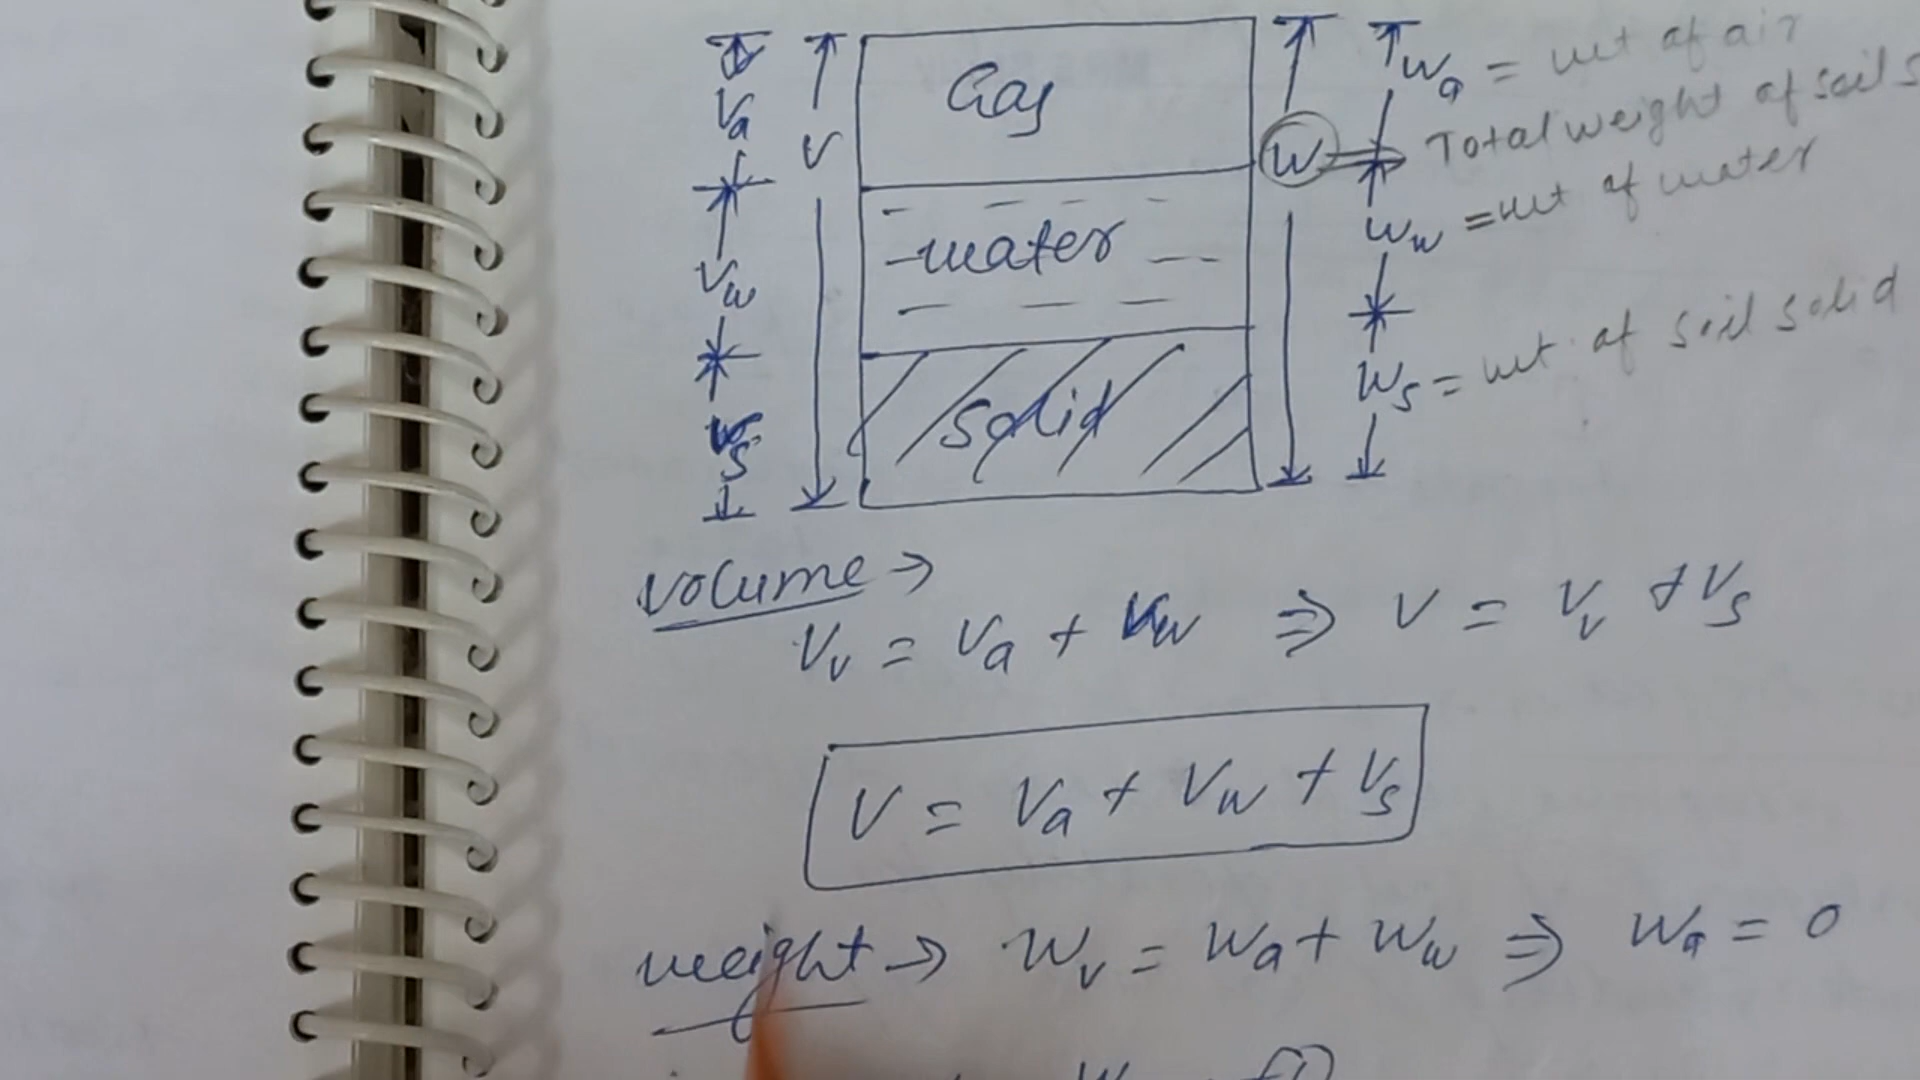 Gas
water
solid
Va
V
Vw
Vs
W
Wa = wt of air
Total weight of soil
Ww = wt of water
Ws = wt. of soil solid
volume →
Vv = Va + Vw ⇒ V = Vv + Vs
V = Va + Vw + Vs
weight → Wv = Wa + Ww ⇒ Wa = 0